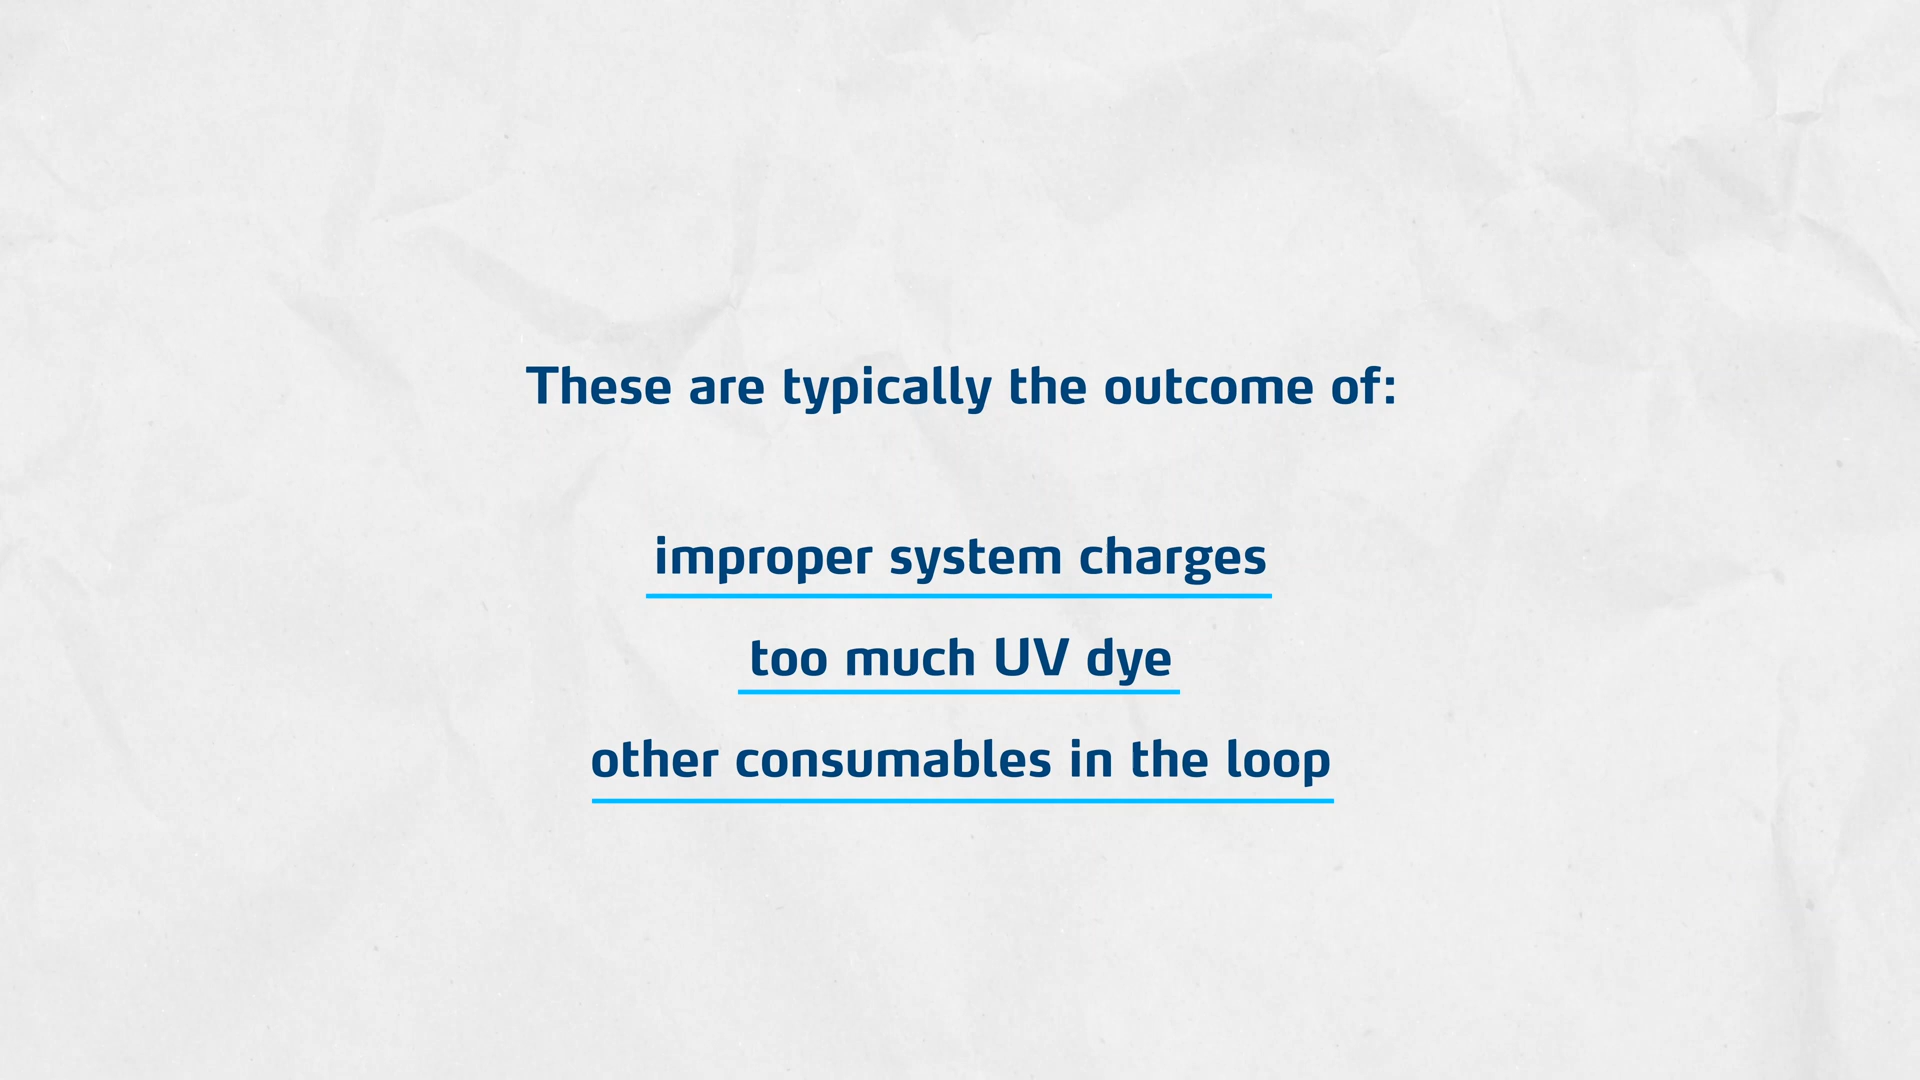 These are typically the outcome of:
improper system charges
too much UV dye
other consumables in the loop